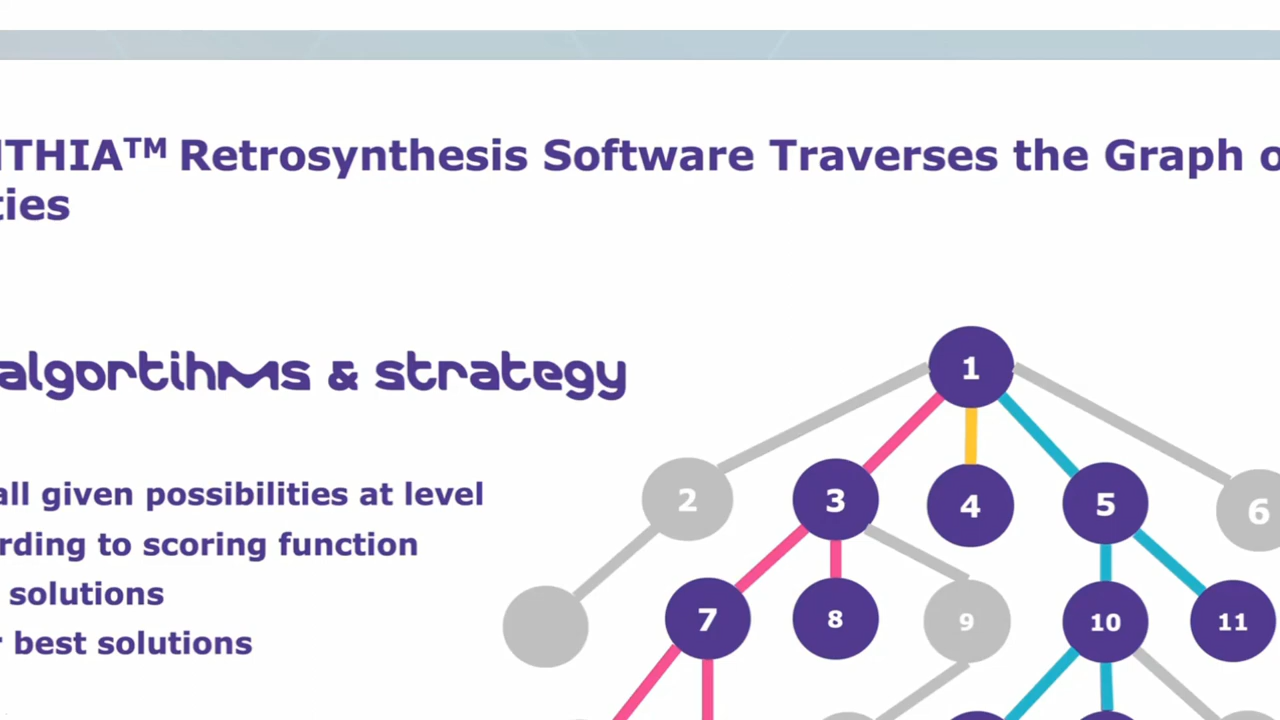 NTHIA™ Retrosynthesis Software Traverses the Graph o
ties
algortihms & strategy
all given possibilities at level
rding to scoring function
solutions
r best solutions
1
2 3 4 5 6
7 8 9 10 11